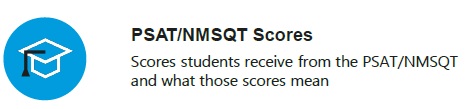 PSAT/NMSQT Scores
Scores students receive from the PSAT/NMSQT
and what those scores mean